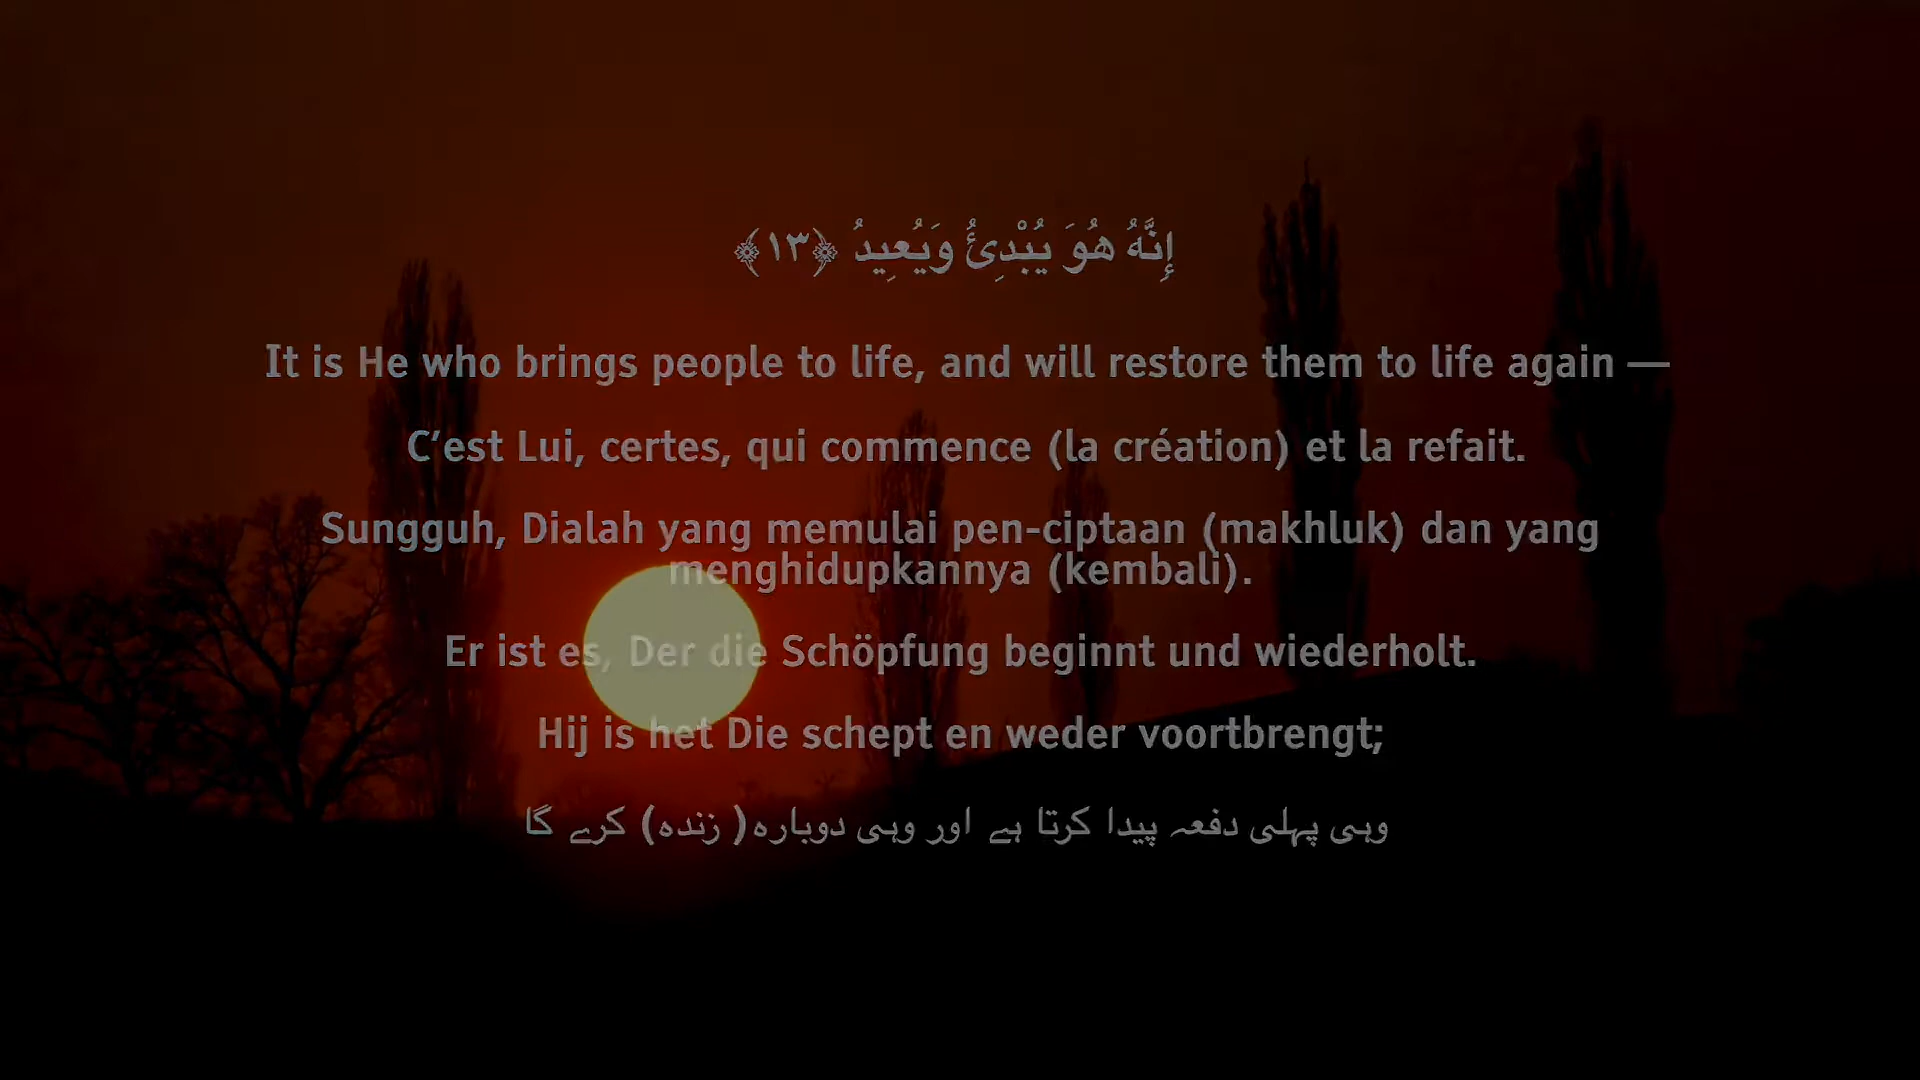 إِنَّهُ هُوَ يُبْدِئُ وَيُعِيدُ ﴿١٣﴾
It is He who brings people to life, and will restore them to life again —
C’est Lui, certes, qui commence (la création) et la refait.
Sungguh, Dialah yang memulai pen-ciptaan (makhluk) dan yang
menghidupkannya (kembali).
Er ist es, Der die Schöpfung beginnt und wiederholt.
Hij is het Die schept en weder voortbrengt;
وہی پہلی دفعہ پیدا کرتا ہے اور وہی دوبارہ( زندہ) کرے گا